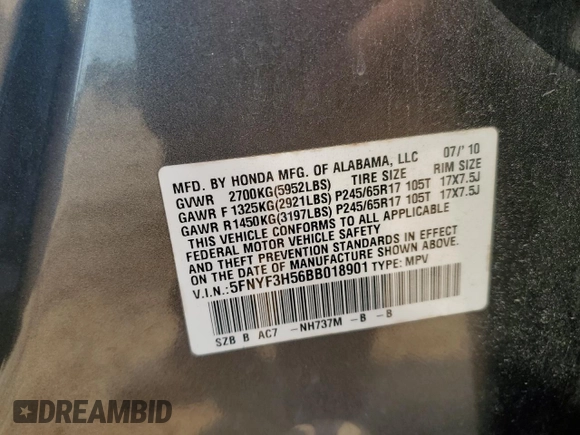 MFD. BY HONDA MFG. OF ALABAMA, LLC 07/'10
GVWR 2700KG(5952LBS) TIRE SIZE RIM SIZE
GAWR F 1325KG(2921LBS) P245/65R17 105T 17X7.5J
GAWR R 1450KG(3197LBS) P245/65R17 105T 17X7.5J
THIS VEHICLE CONFORMS TO ALL APPLICABLE
FEDERAL MOTOR VEHICLE SAFETY
AND THEFT PREVENTION STANDARDS IN EFFECT
ON THE DATE OF MANUFACTURE SHOWN ABOVE.
V.I.N.:5FNYF3H56BB018901 TYPE: MPV
SZB B AC7 -NH737M -B -B
DREAMBID